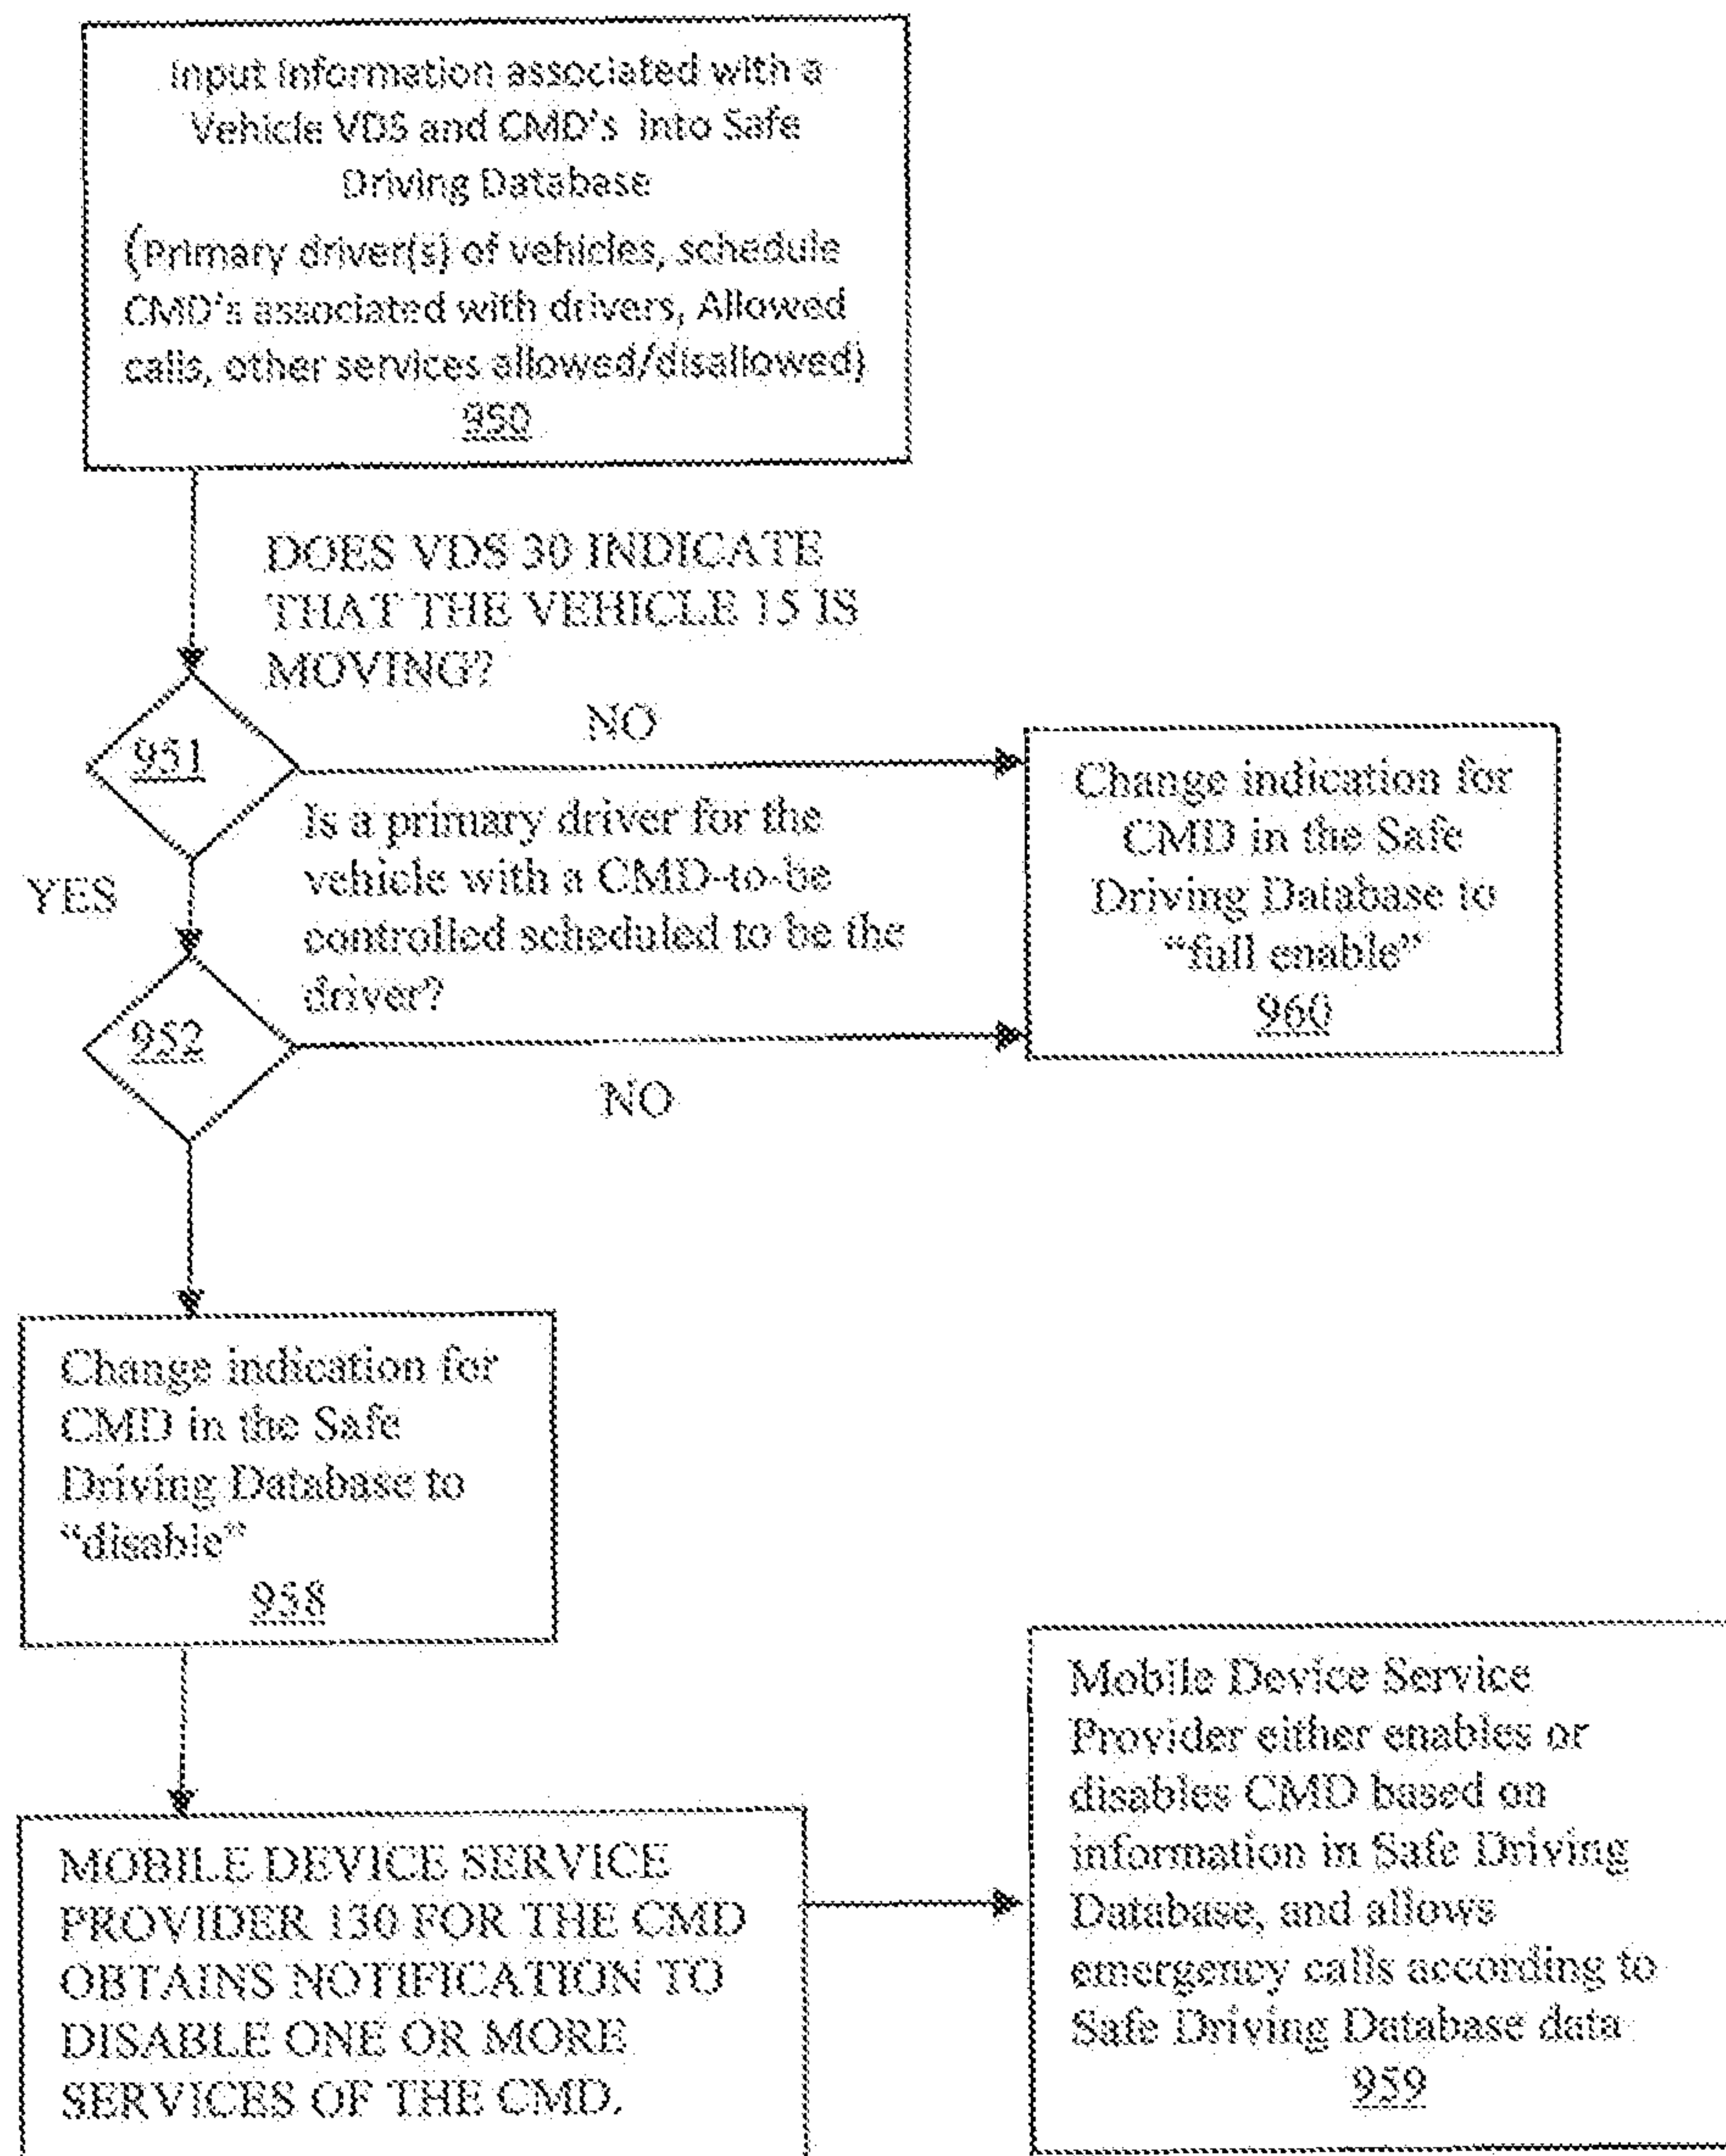 Input Information associated with a
Vehicle VDS and CMD's into Safe
Driving Database
(Primary driver(s) of vehicles, schedule
CMD's associated with drivers, Allowed
calls, other services allowed/disallowed)
950
DOES VDS 30 INDICATE
THAT THE VEHICLE 15 IS
MOVING?
NO
951
Is a primary driver for the
vehicle with a CMD-to-be
controlled scheduled to be the
driver?
YES
952
NO
Change indication for
CMD in the Safe
Driving Database to
“full enable”
960
Change indication for
CMD in the Safe
Driving Database to
“disable”
958
MOBILE DEVICE SERVICE
PROVIDER 130 FOR THE CMD
OBTAINS NOTIFICATION TO
DISABLE ONE OR MORE
SERVICES OF THE CMD.
Mobile Device Service
Provider either enables or
disables CMD based on
information in Safe Driving
Database, and allows
emergency calls according to
Safe Driving Database data
959